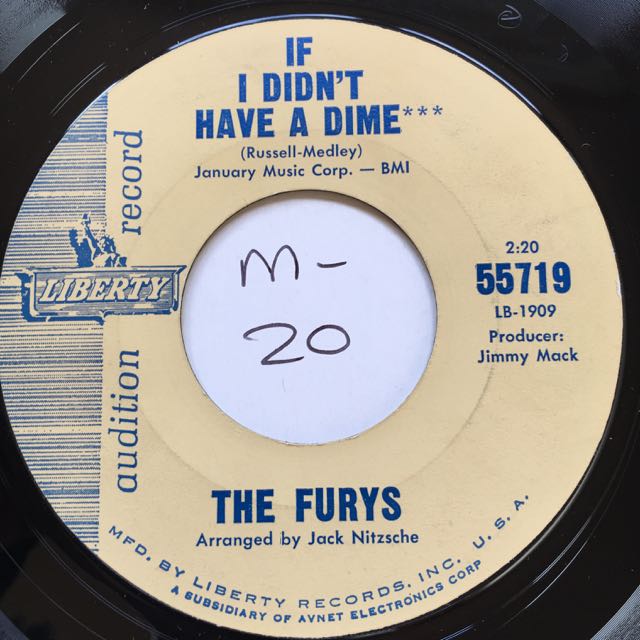 IF
I DIDN'T
HAVE A DIME***
(Russell-Medley)
January Music Corp. — BMI
audition record
LIBERTY
M-
20
2:20
55719
LB-1909
Producer:
Jimmy Mack
THE FURYS
Arranged by Jack Nitzsche
MFD. BY LIBERTY RECORDS, INC. U. S. A.
A SUBSIDIARY OF AVNET ELECTRONICS CORP